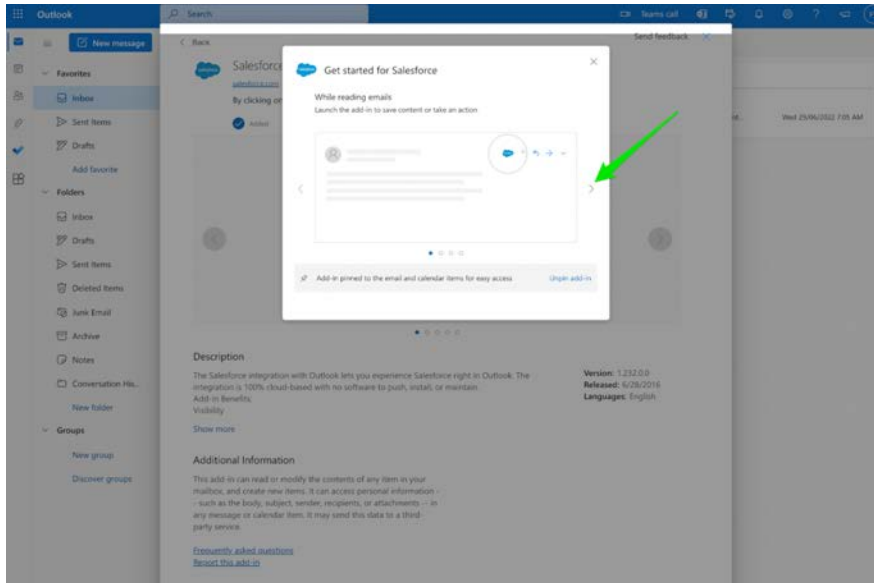 Outlook
Search
Teams call
New message
Favorites
Inbox
Sent Items
Drafts
Add favorite
Folders
Inbox
Drafts
Sent Items
Deleted Items
Junk Email
Archive
Notes
Conversation His...
New folder
Groups
New group
Discover groups
Back
Send feedback
Salesforce
salesforce.com
By clicking on
Added
Wed 29/06/2022 7:05 AM
Get started for Salesforce
While reading emails
Launch the add-in to save content or take an action
Add-in pinned to the email and calendar items for easy access
Unpin add-in
Description
The Salesforce integration with Outlook lets you experience Salesforce right in Outlook. The
integration is 100% cloud-based with no software to push, install, or maintain.
Add-in Benefits
Visibility
Show more
Version: 1.232.0.0
Released: 6/28/2016
Languages: English
Additional Information
This add-in can read or modify the contents of any item in your
mailbox, and create new items. It can access personal information -
- such as the body, subject, sender, recipients, or attachments -- in
any message or calendar item. It may send this data to a third-
party service.
Frequently asked questions
Report this add-in